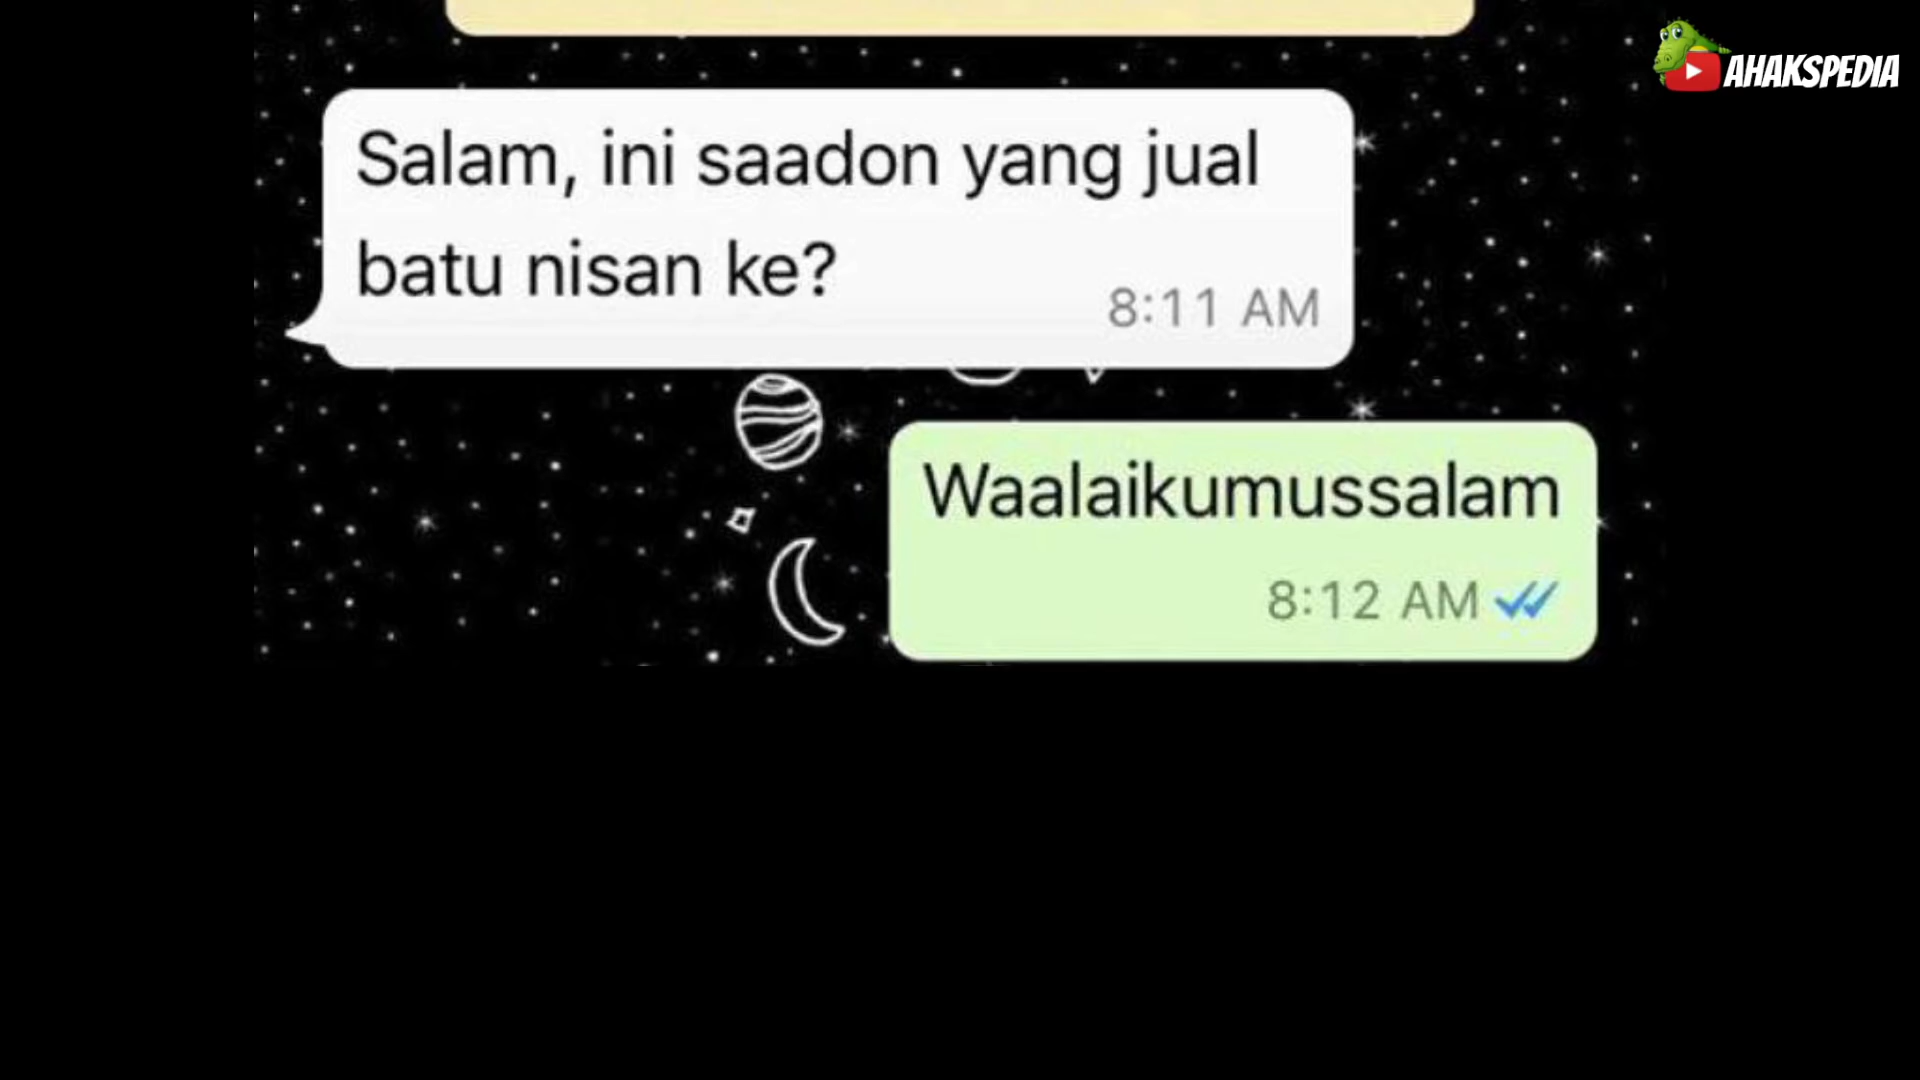 AHAKSPEDIA
Salam, ini saadon yang jual
batu nisan ke?
8:11 AM
Waalaikumussalam
8:12 AM